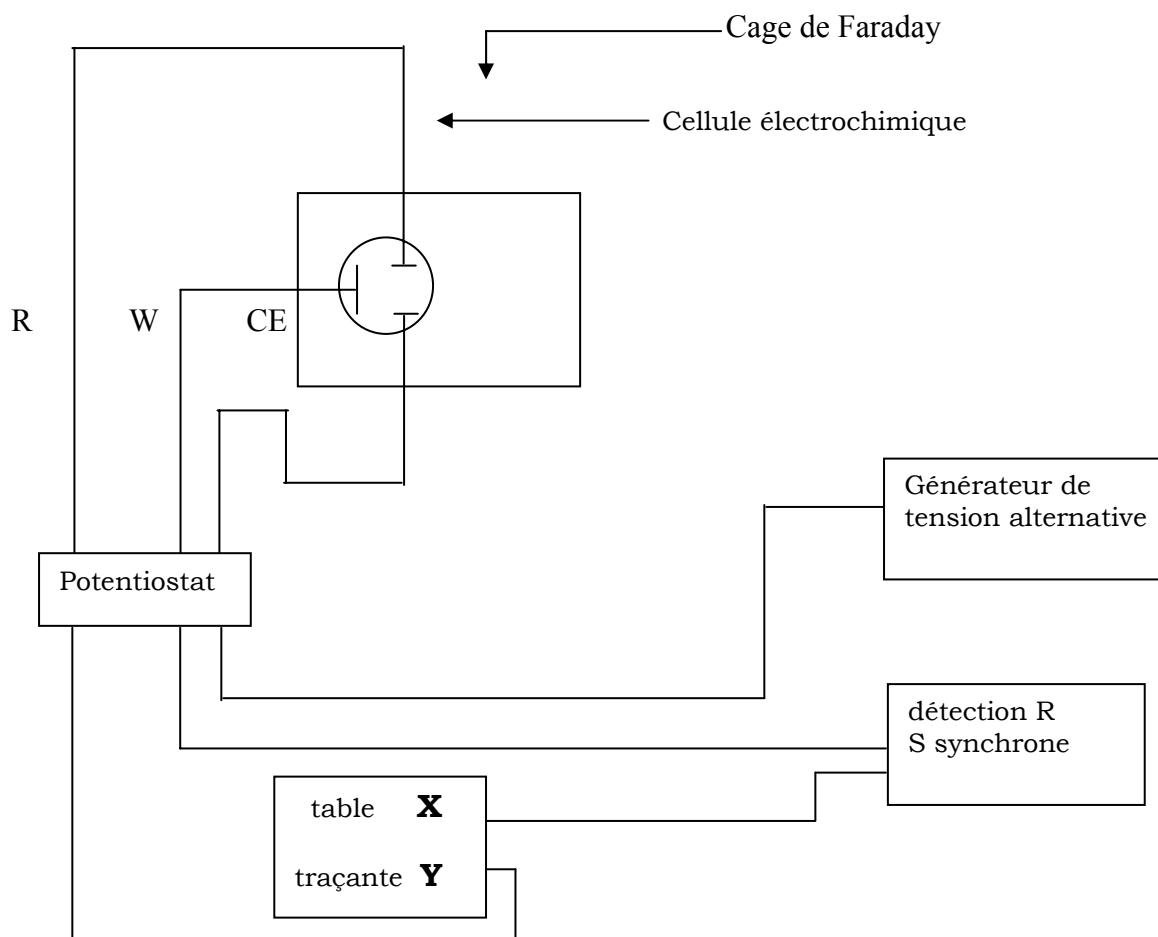 Cage de Faraday
Cellule électrochimique
R W CE
Générateur de
tension alternative
Potentiostat
détection R
S synchrone
table X
traçante Y